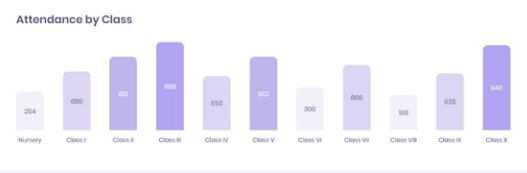 Attendance by Class
254 689 912 988 650 902 300 806 188 635 940
Nursery Class I Class II Class III Class IV Class V Class VI Class VII Class VIII Class IX Class X